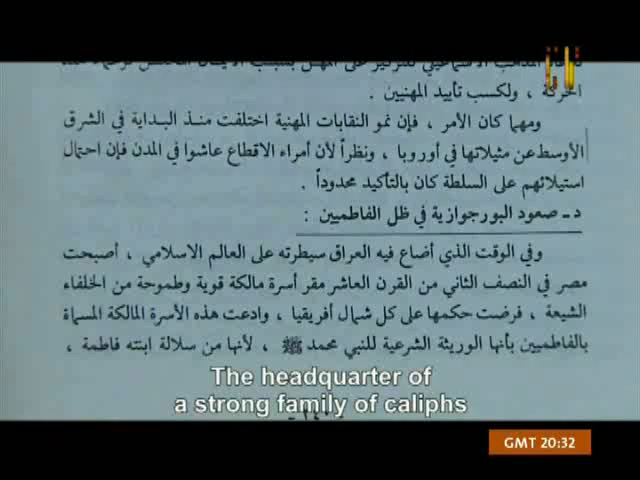 الحركة ، ولكسب تأييد المهنيين .
ومهما كان الأمر ، فإن نمو النقابات المهنية اختلفت منذ البداية في الشرق
الأوسط عن مثيلاتها في أوروبا ، ونظراً لأن أمراء الاقطاع عاشوا في المدن فإن احتمال
استيلائهم على السلطة كان بالتأكيد محدوداً .
د ـ صعود البورجوازية في ظل الفاطميين :
وفي الوقت الذي أضاع فيه العراق سيطرته على العالم الاسلامي ، أصبحت
مصر في النصف الثاني من القرن العاشر مقر أسرة مالكة قوية وطموحة من الخلفاء
الشيعة ، فرضت حكمها على كل شمال أفريقيا ، وادعت هذه الأسرة المالكة المسماة
بالفاطميين بأنها الوريثة الشرعية للنبي محمد ﷺ ، لأنها من سلالة ابنته فاطمة ،
The headquarter of
a strong family of caliphs
GMT 20:32